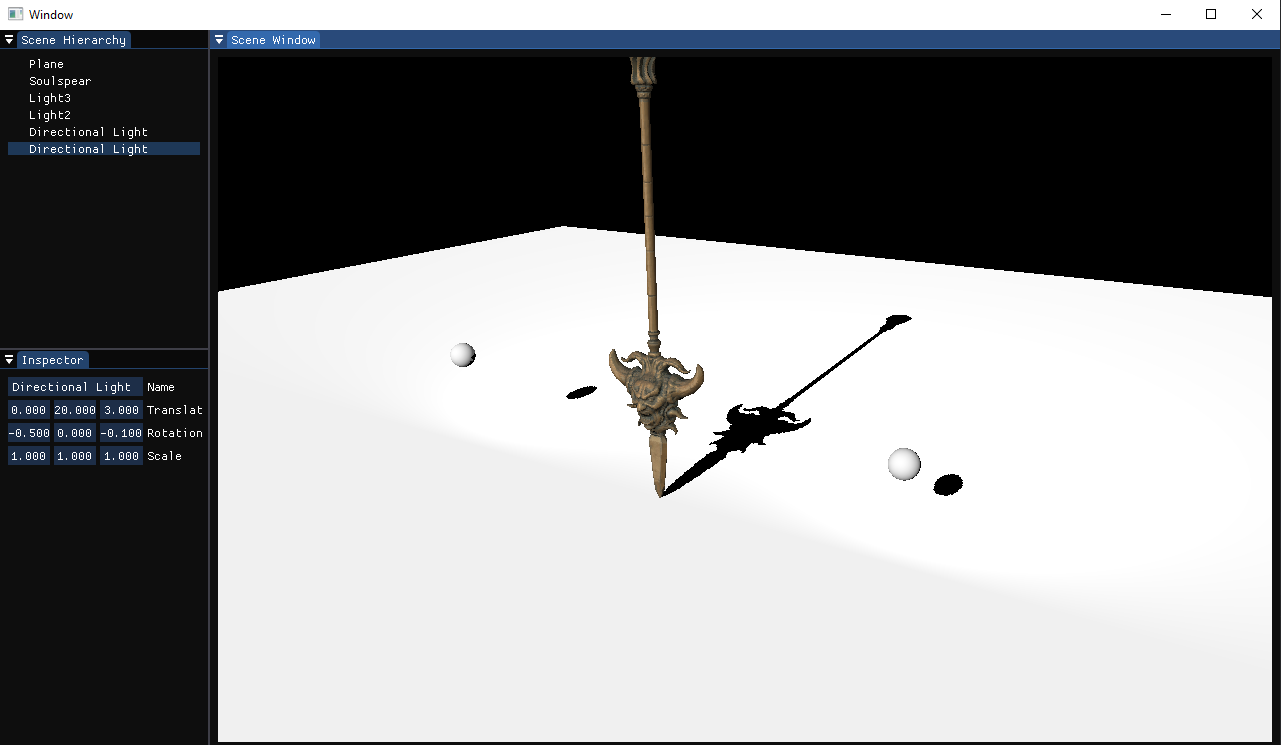 Window
Scene Hierarchy
Plane
Soulspear
Light3
Light2
Directional Light
Directional Light
Inspector
Directional Light Name
0.000 20.000 3.000 Translat
-0.500 0.000 -0.100 Rotation
1.000 1.000 1.000 Scale
Scene Window